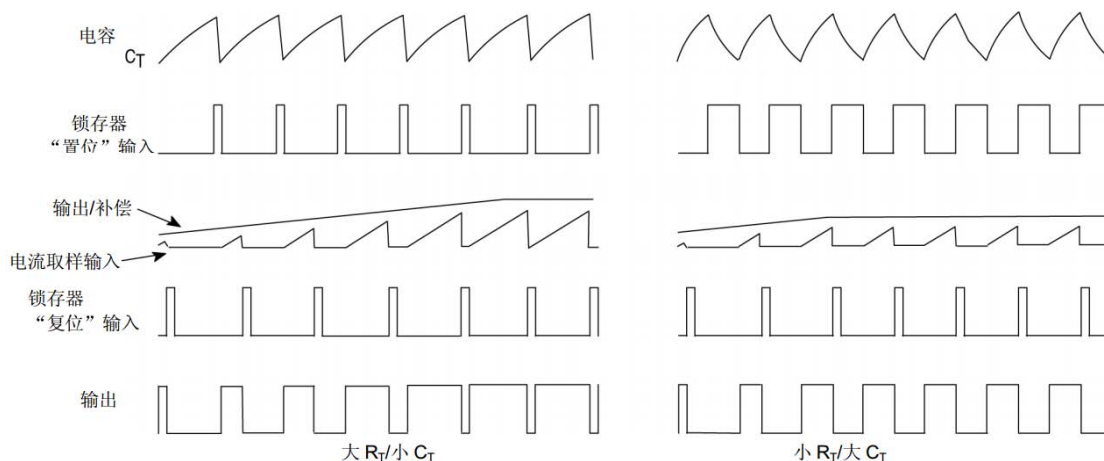 电容
CT
锁存器
“置位”输入
输出/补偿
电流取样输入
锁存器
“复位”输入
输出
大 RT/小 CT
小 RT/大 CT